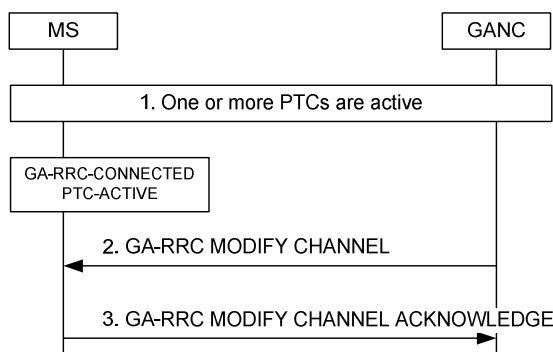 MS
GANC
1. One or more PTCs are active
GA-RRC-CONNECTED
PTC-ACTIVE
2. GA-RRC MODIFY CHANNEL
3. GA-RRC MODIFY CHANNEL ACKNOWLEDGE